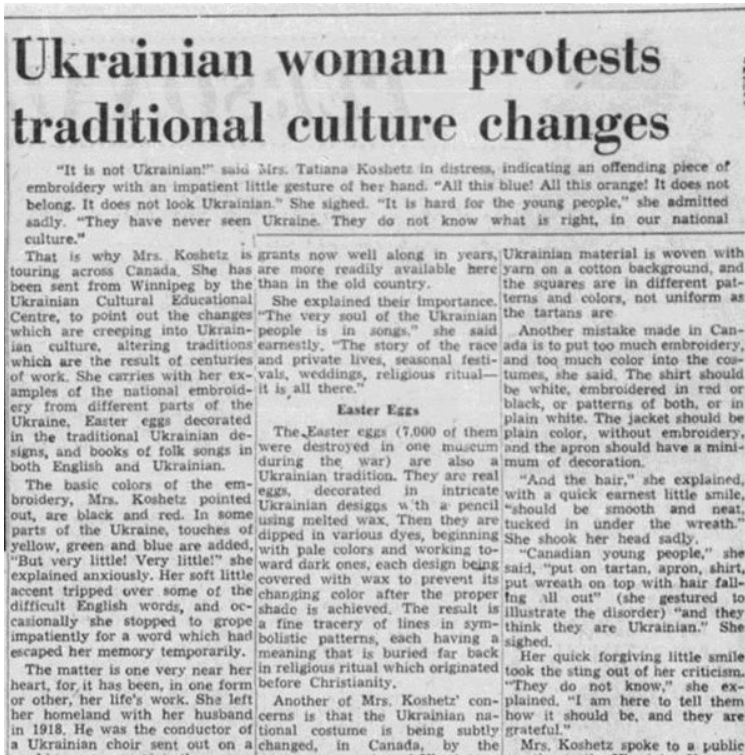 Ukrainian woman protests
traditional culture changes
"It is not Ukrainian!" said Mrs. Tatiana Koshetz in distress, indicating an offending piece of
embroidery with an impatient little gesture of her hand. "All this blue! All this orange! It does not
belong. It does not look Ukrainian." She sighed. "It is hard for the young people," she admitted
sadly. "They have never seen Ukraine. They do not know what is right, in our national
culture."
That is why Mrs. Koshetz is
touring across Canada. She has
been sent from Winnipeg by the
Ukrainian Cultural Educational
Centre, to point out the changes
which are creeping into Ukrain-
ian culture, altering traditions
which are the result of centuries
of work. She carries with her ex-
amples of the national embroid-
ery from different parts of the
Ukraine, Easter eggs decorated
in the traditional Ukrainian de-
signs, and books of folk songs in
both English and Ukrainian.
The basic colors of the em-
broidery, Mrs. Koshetz pointed
out, are black and red. In some
parts of the Ukraine, touches of
yellow, green and blue are added,
"But very little! Very little!" she
explained anxiously. Her soft little
accent tripped over some of the
difficult English words, and oc-
casionally she stopped to grope
impatiently for a word which had
escaped her memory temporarily.
The matter is one very near her
heart, for it has been, in one form
or other, her life's work. She left
her homeland with her husband
in 1918. He was the conductor of
a Ukrainian choir sent out on a
grants now well along in years,
are more readily available here
than in the old country.
She explained their importance.
"The very soul of the Ukrainian
people is in songs," she said
earnestly. "The story of the race
and private lives, seasonal festi-
vals, weddings, religious ritual—
it is all there."
Easter Eggs
The Easter eggs (7,000 of them
were destroyed in one museum
during the war) are also a
Ukrainian tradition. They are real
eggs, decorated in intricate
Ukrainian designs with a pencil
using melted wax. Then they are
dipped in various dyes, beginning
with pale colors and working to-
ward dark ones, each design being
covered with wax to prevent its
changing color after the proper
shade is achieved. The result is
a fine tracery of lines in sym-
bolistic patterns, each having a
meaning that is buried far back
in religious ritual which originated
before Christianity.
Another of Mrs. Koshetz' con-
cerns is that the Ukrainian na-
tional costume is being subtly
changed, in Canada, by the
Ukrainian material is woven with
yarn on a cotton background, and
the squares are in different pat-
terns and colors, not uniform as
the tartans are
Another mistake made in Can-
ada is to put too much embroidery,
and too much color into the cos-
tumes, she said. The shirt should
be white, embroidered in red or
black, or patterns of both, or in
plain white. The jacket should be
plain color, without embroidery,
and the apron should have a mini-
mum of decoration.
"And the hair," she explained,
with a quick earnest little smile,
"should be smooth and neat,
tucked in under the wreath."
She shook her head sadly.
"Canadian young people," she
said, "put on tartan, apron, shirt,
put wreath on top with hair fall-
ing all out" (she gestured to
illustrate the disorder) "and they
think they are Ukrainian." She
sighed.
Her quick forgiving little smile
took the sting out of her criticism.
"They do not know," she ex-
plained. "I am here to tell them
how it should be, and they are
grateful."
Mrs. Koshetz spoke to a public